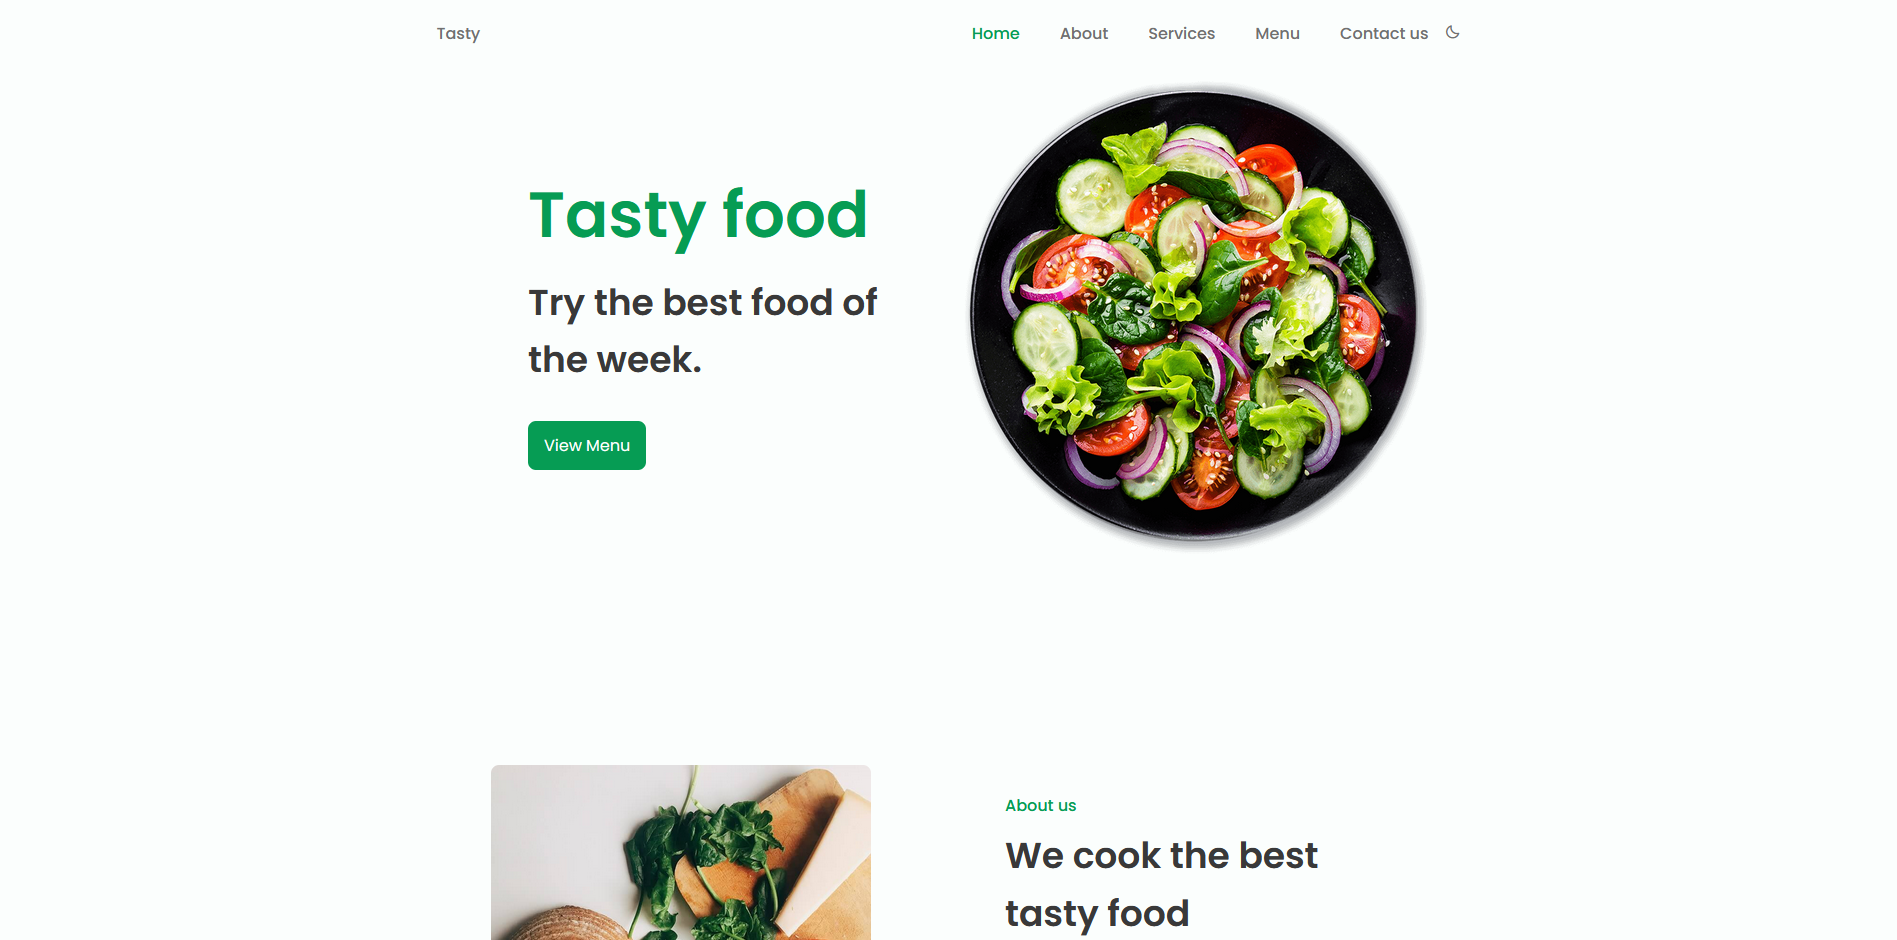 Tasty
Home About Services Menu Contact us
Tasty food
Try the best food of
the week.
View Menu
About us
We cook the best
tasty food